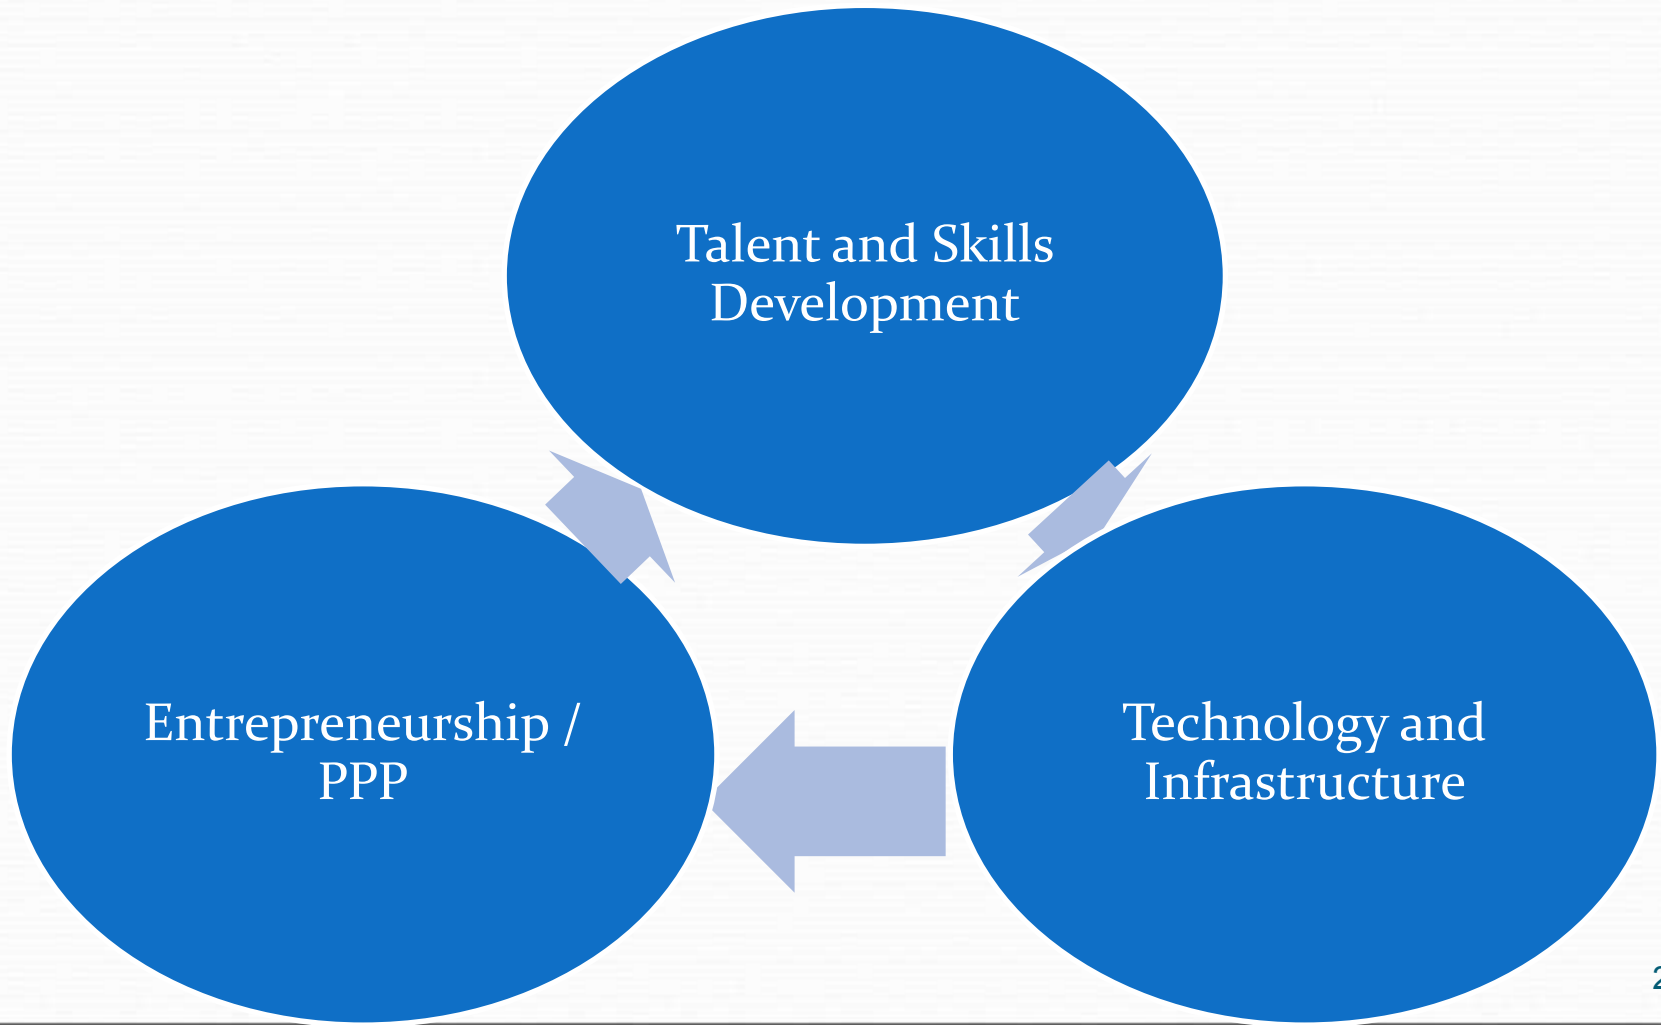 Talent and Skills
Development
Entrepreneurship /
PPP
Technology and
Infrastructure